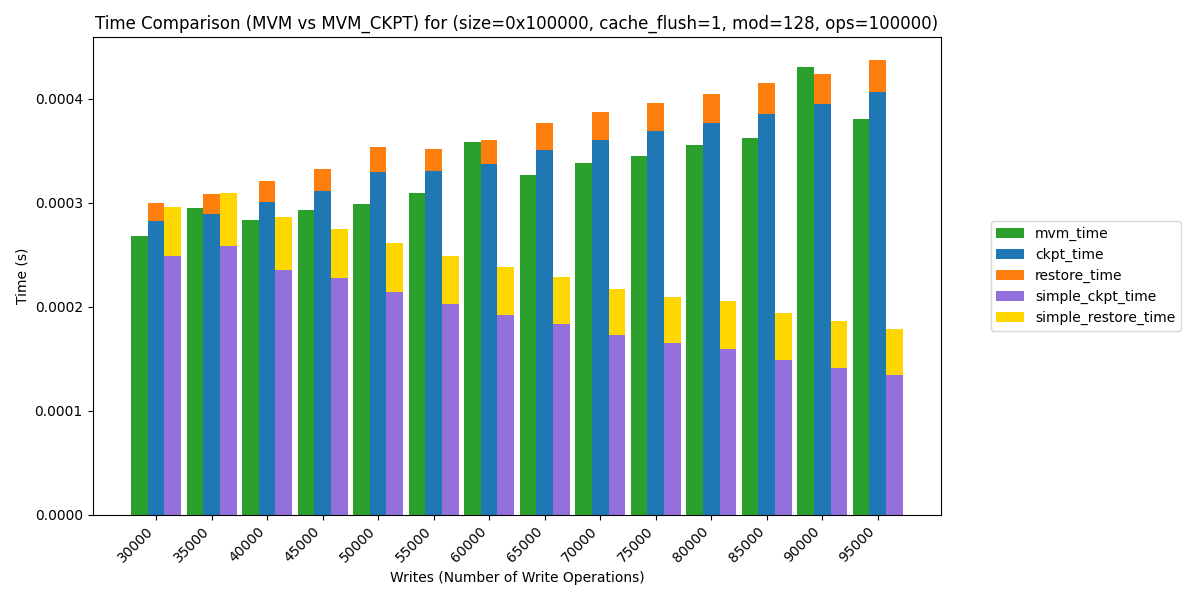 Time Comparison (MVM vs MVM_CKPT) for (size=0x100000, cache_flush=1, mod=128, ops=100000)
Time (s)
0.0004
0.0003
0.0002
0.0001
0.0000
30000
35000
40000
45000
50000
55000
60000
65000
70000
75000
80000
85000
90000
95000
Writes (Number of Write Operations)
mvm_time
ckpt_time
restore_time
simple_ckpt_time
simple_restore_time